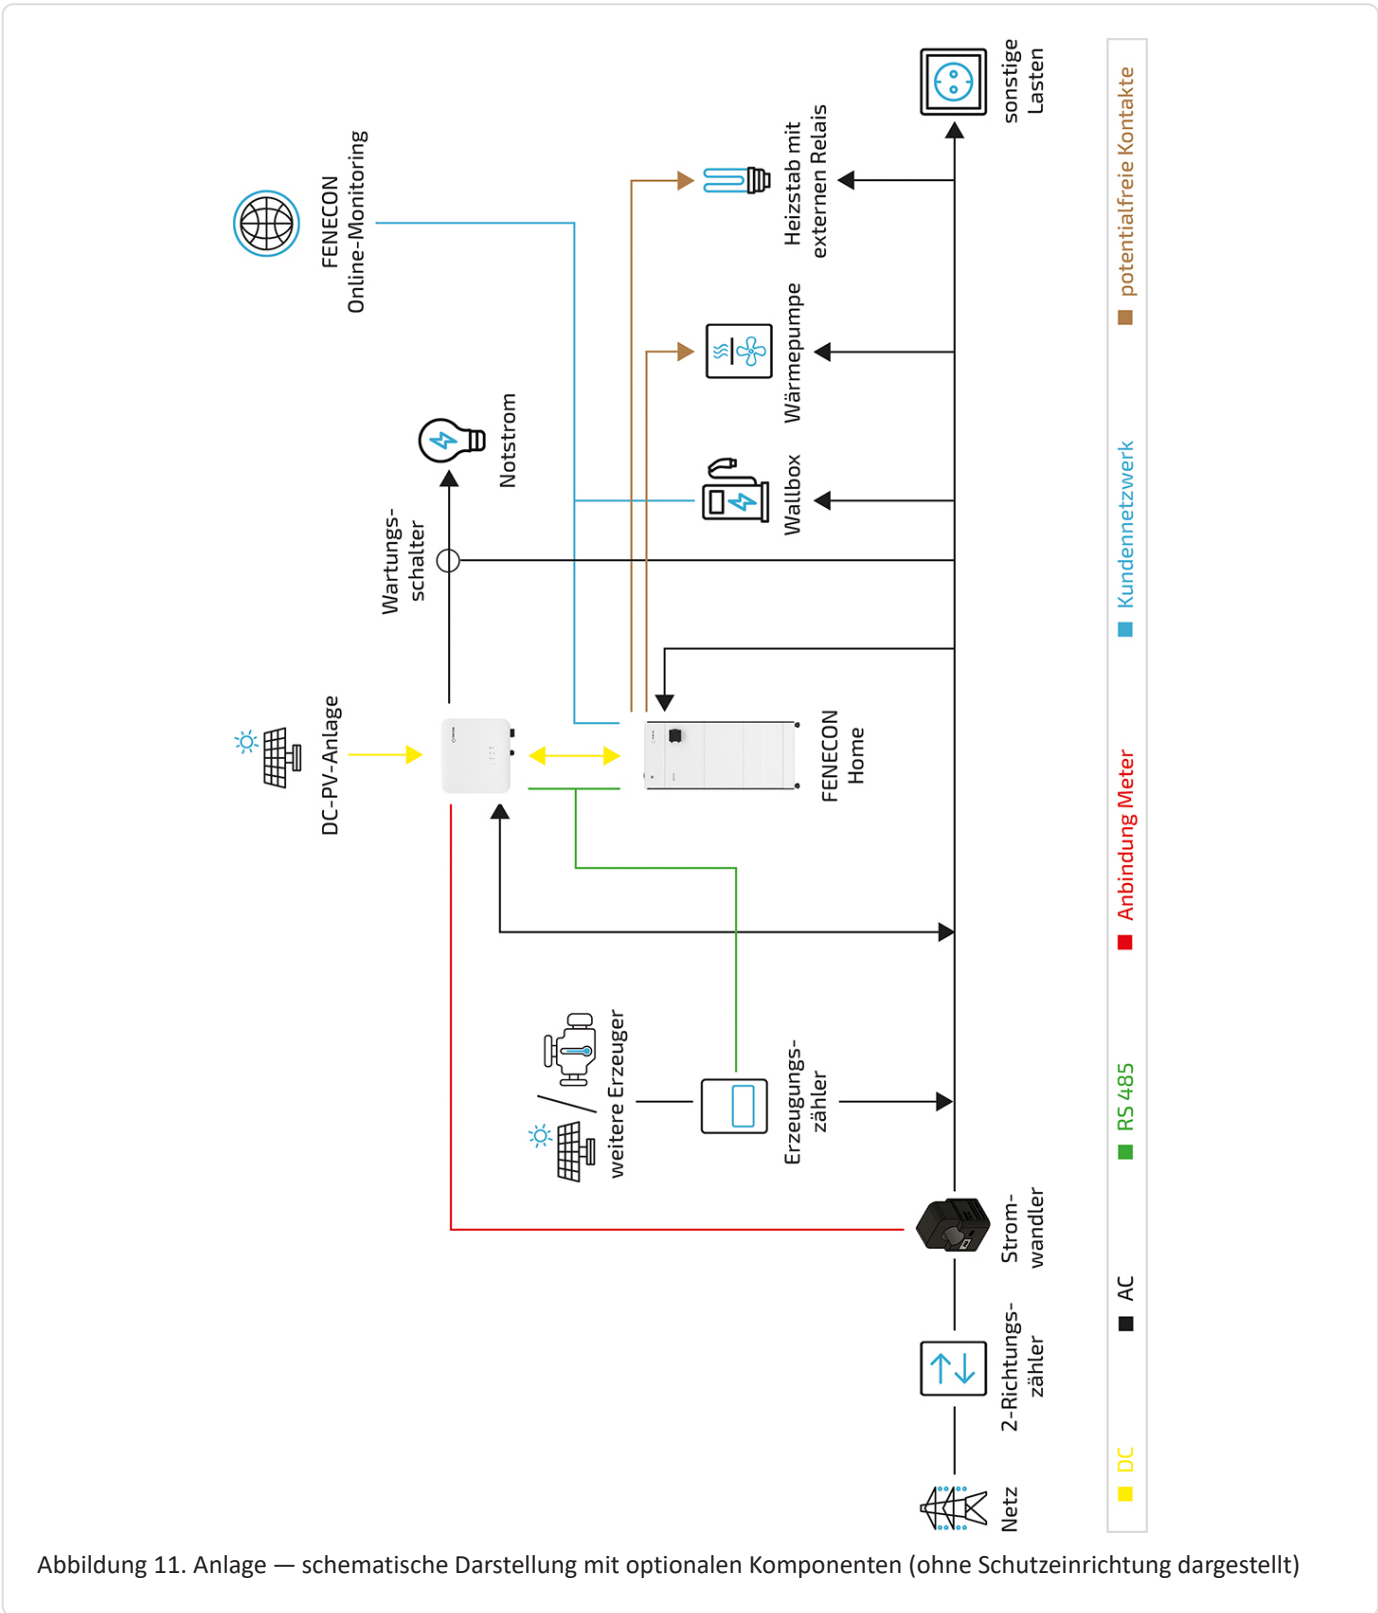 FENECON
Online-Monitoring
DC-PV-Anlage
Wartungs-
schalter
Notstrom
weitere Erzeuger
Erzeugungs-
zähler
FENECON
Home
Wallbox
Wärmepumpe
Heizstab mit
externen Relais
Netz
2-Richtungs-
zähler
Strom-
wandler
sonstige
Lasten
DC
AC
RS 485
Anbindung Meter
Kundennetzwerk
potentialfreie Kontakte
Abbildung 11. Anlage — schematische Darstellung mit optionalen Komponenten (ohne Schutzeinrichtung dargestellt)